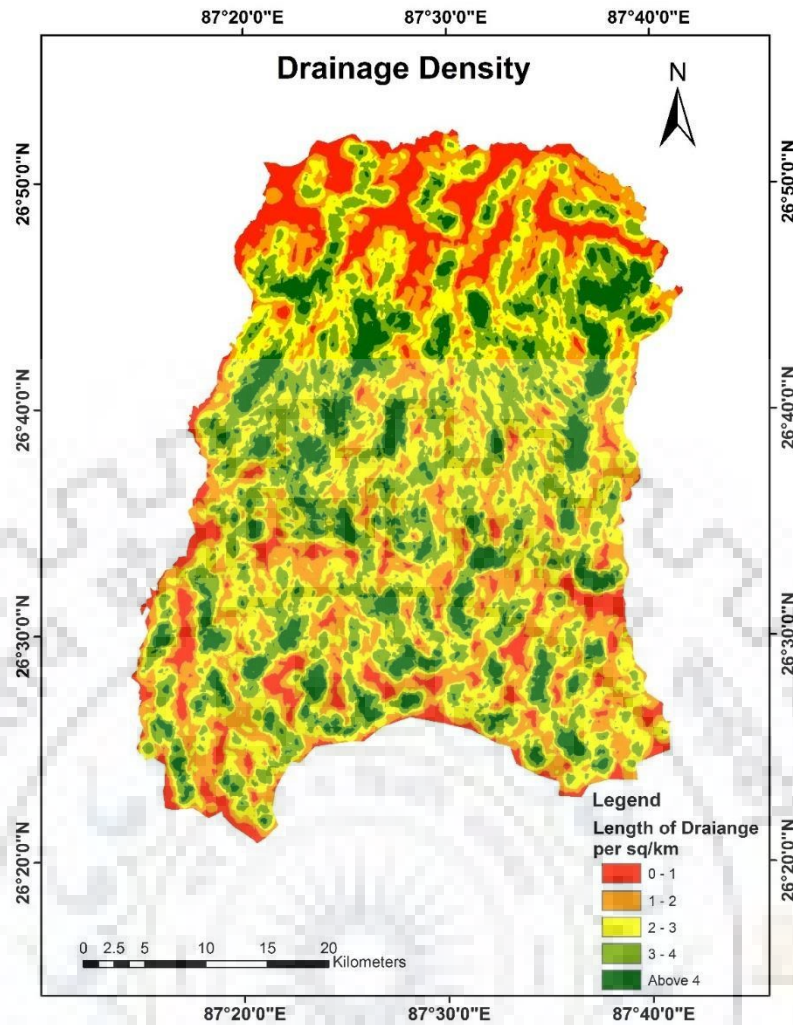 87°20'0"E 87°30'0"E 87°40'0"E
Drainage Density
N
26°50'0"N 26°50'0"N
26°40'0"N 26°40'0"N
26°30'0"N 26°30'0"N
26°20'0"N 26°20'0"N
Legend
Length of Draiange
per sq/km
0 - 1
1 - 2
2 - 3
3 - 4
Above 4
0 2.5 5 10 15 20
Kilometers
87°20'0"E 87°30'0"E 87°40'0"E